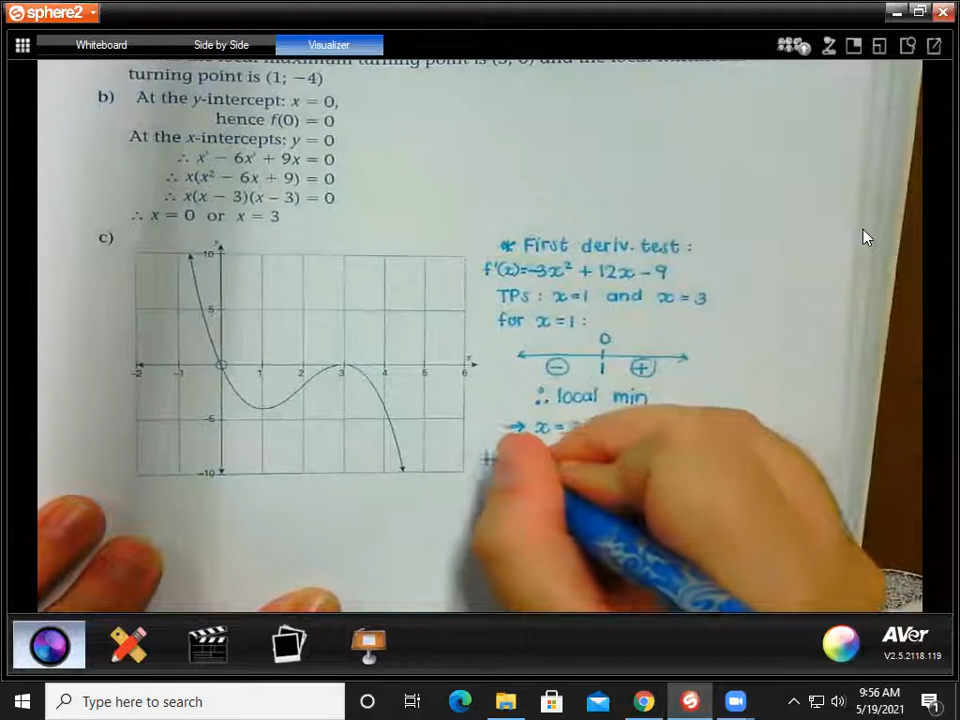 sphere2
Whiteboard Side by Side Visualizer
turning point is (1; −4)
b) At the y-intercept: x = 0,
hence f(0) = 0
At the x-intercepts: y = 0
∴ x³ − 6x² + 9x = 0
∴ x(x² − 6x + 9) = 0
∴ x(x − 3)(x − 3) = 0
∴ x = 0 or x = 3
c)
y
10
5
x
-2 -1 1 2 3 4 5 6
-5
-10
* First deriv. test :
f'(x)=-3x² + 12x - 9
TPs : x=1 and x = 3
for x = 1 :
0
− +
1
∴ local min
→ x =
AVer
V2.5.2118.119
Type here to search
9:56 AM
5/19/2021
1